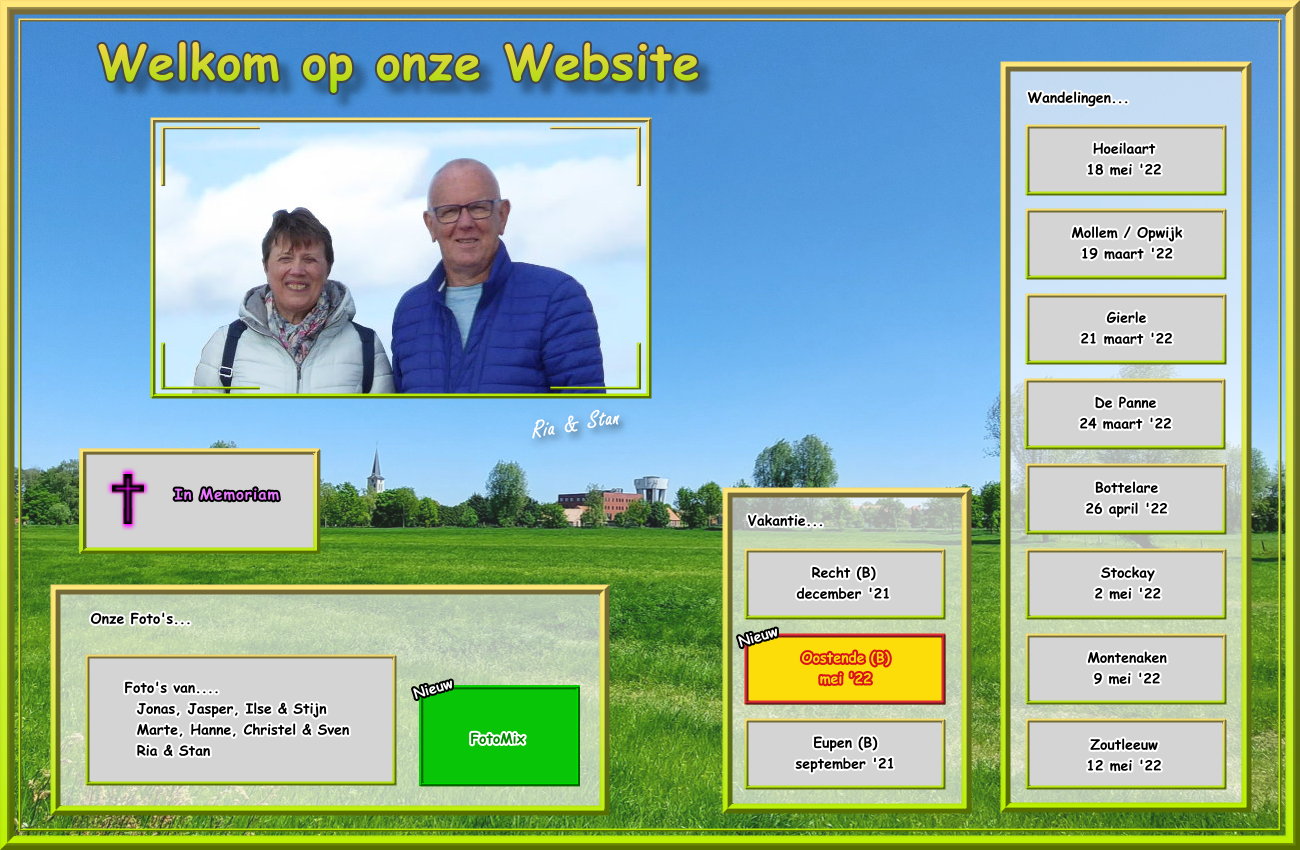 Welkom op onze Website
Ria & Stan
In Memoriam
Onze Foto's...
Foto's van....
Jonas, Jasper, Ilse & Stijn
Marte, Hanne, Christel & Sven
Ria & Stan
Nieuw
FotoMix
Vakantie...
Recht (B)
december '21
Nieuw
Oostende (B)
mei '22
Eupen (B)
september '21
Wandelingen...
Hoeilaart
18 mei '22
Mollem / Opwijk
19 maart '22
Gierle
21 maart '22
De Panne
24 maart '22
Bottelare
26 april '22
Stockay
2 mei '22
Montenaken
9 mei '22
Zoutleeuw
12 mei '22